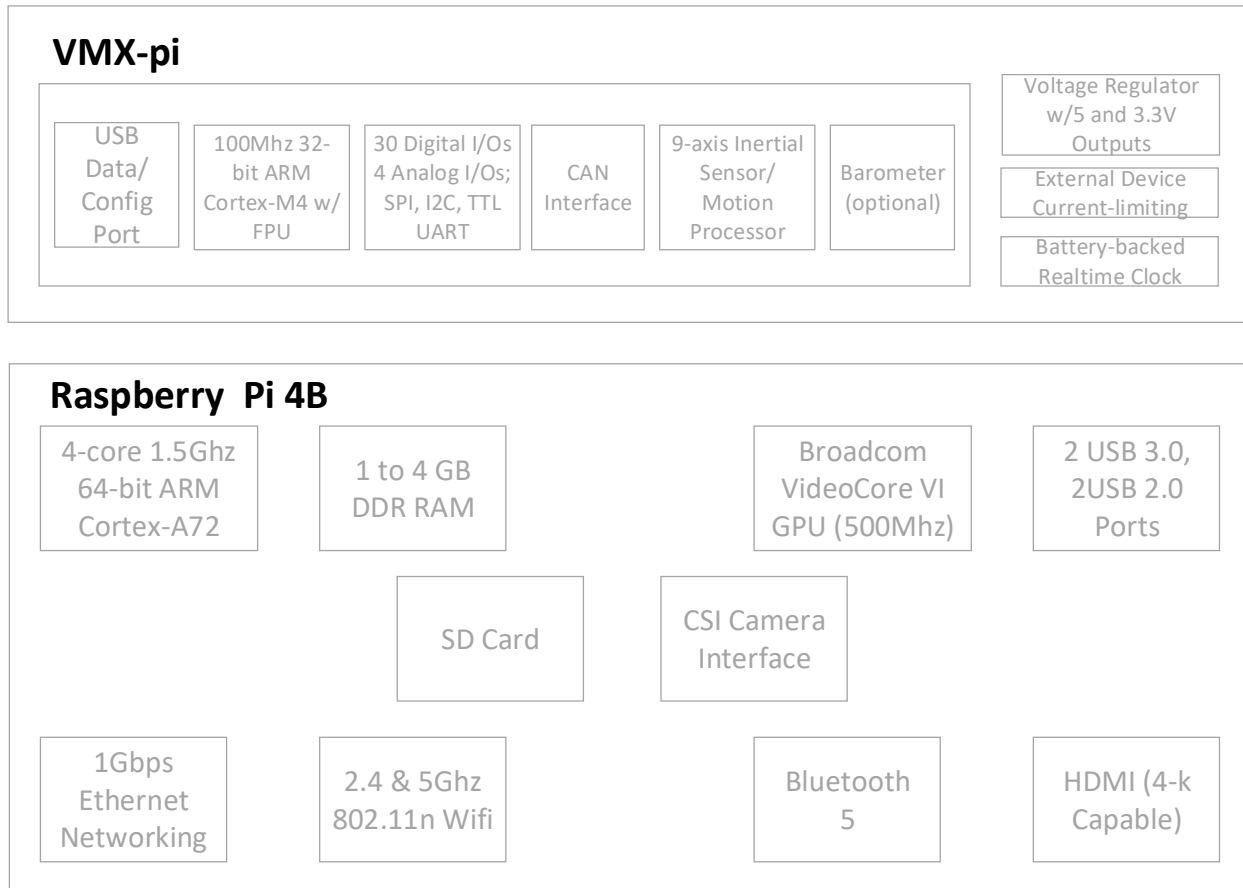 VMX-pi
USB
Data/
Config
Port
100Mhz 32-
bit ARM
Cortex-M4 w/
FPU
30 Digital I/Os
4 Analog I/Os;
SPI, I2C, TTL
UART
CAN
Interface
9-axis Inertial
Sensor/
Motion
Processor
Barometer
(optional)
Voltage Regulator
w/5 and 3.3V
Outputs
External Device
Current-limiting
Battery-backed
Realtime Clock
Raspberry  Pi 4B
4-core 1.5Ghz
64-bit ARM
Cortex-A72
1 to 4 GB
DDR RAM
Broadcom
VideoCore VI
GPU (500Mhz)
2 USB 3.0,
2USB 2.0
Ports
SD Card
CSI Camera
Interface
1Gbps
Ethernet
Networking
2.4 & 5Ghz
802.11n Wifi
Bluetooth
5
HDMI (4-k
Capable)